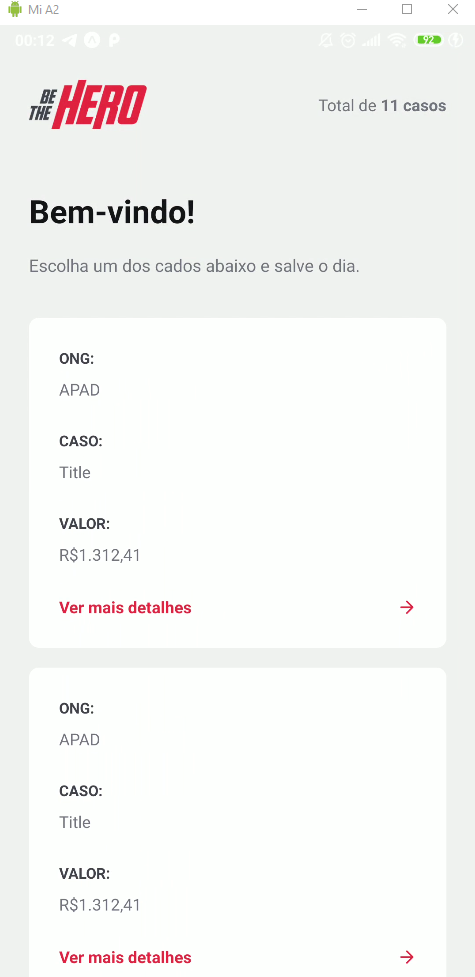 Mi A2
00:12
92
BE THE HERO
Total de 11 casos
Bem-vindo!
Escolha um dos cados abaixo e salve o dia.
ONG:
APAD
CASO:
Title
VALOR:
R$1.312,41
Ver mais detalhes
ONG:
APAD
CASO:
Title
VALOR:
R$1.312,41
Ver mais detalhes